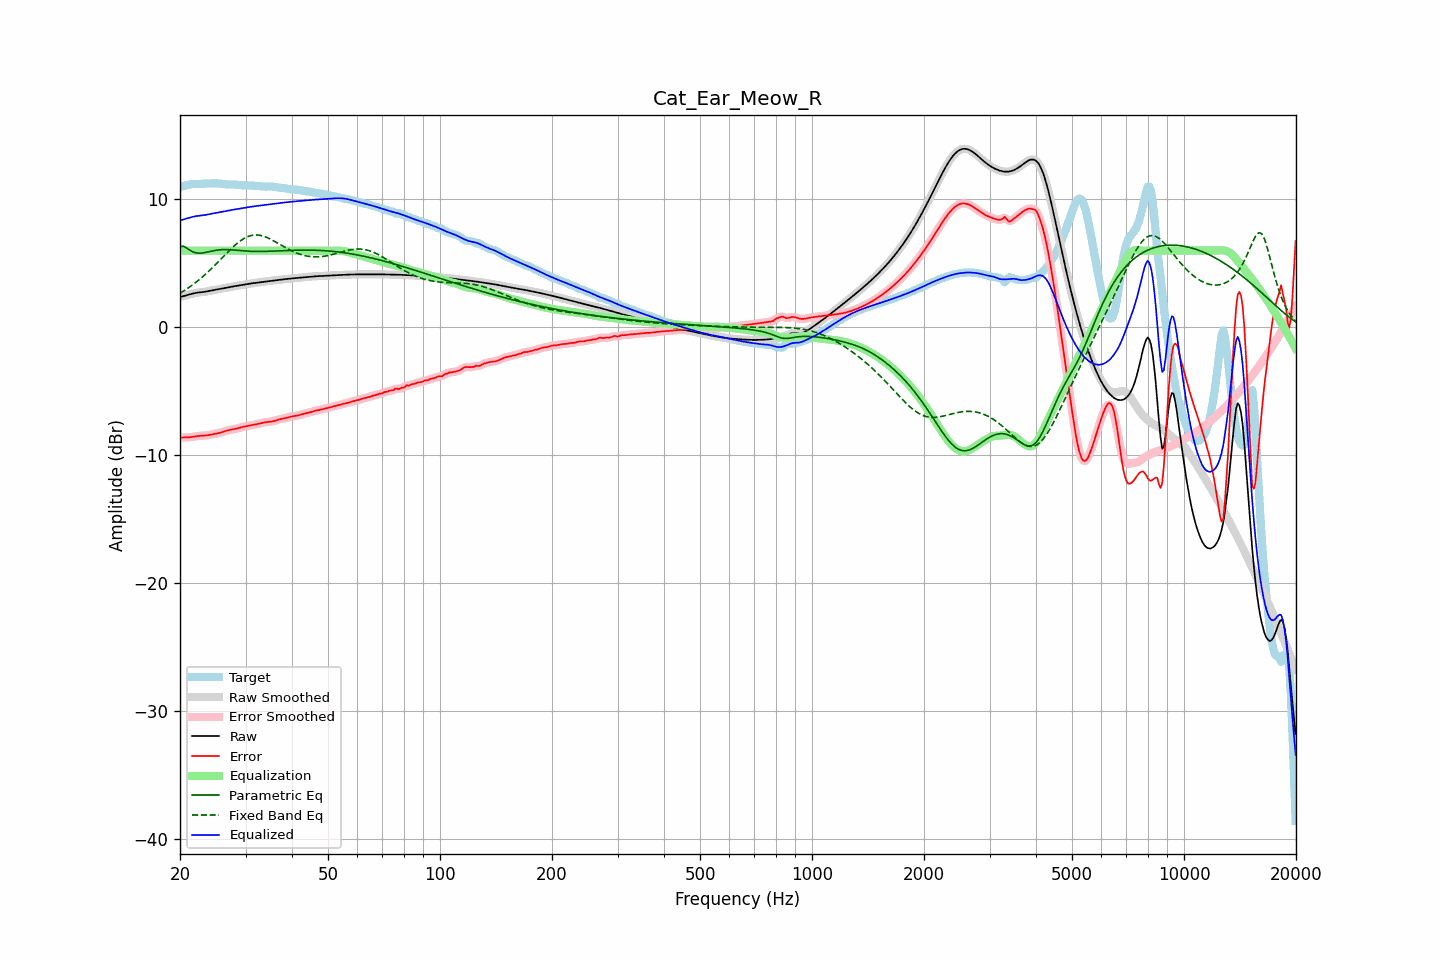 Cat_Ear_Meow_R
10
0
−10
−20
−30
−40
Amplitude (dBr)
Target
Raw Smoothed
Error Smoothed
Raw
Error
Equalization
Parametric Eq
Fixed Band Eq
Equalized
20 50 100 200 500 1000 2000 5000 10000 20000
Frequency (Hz)